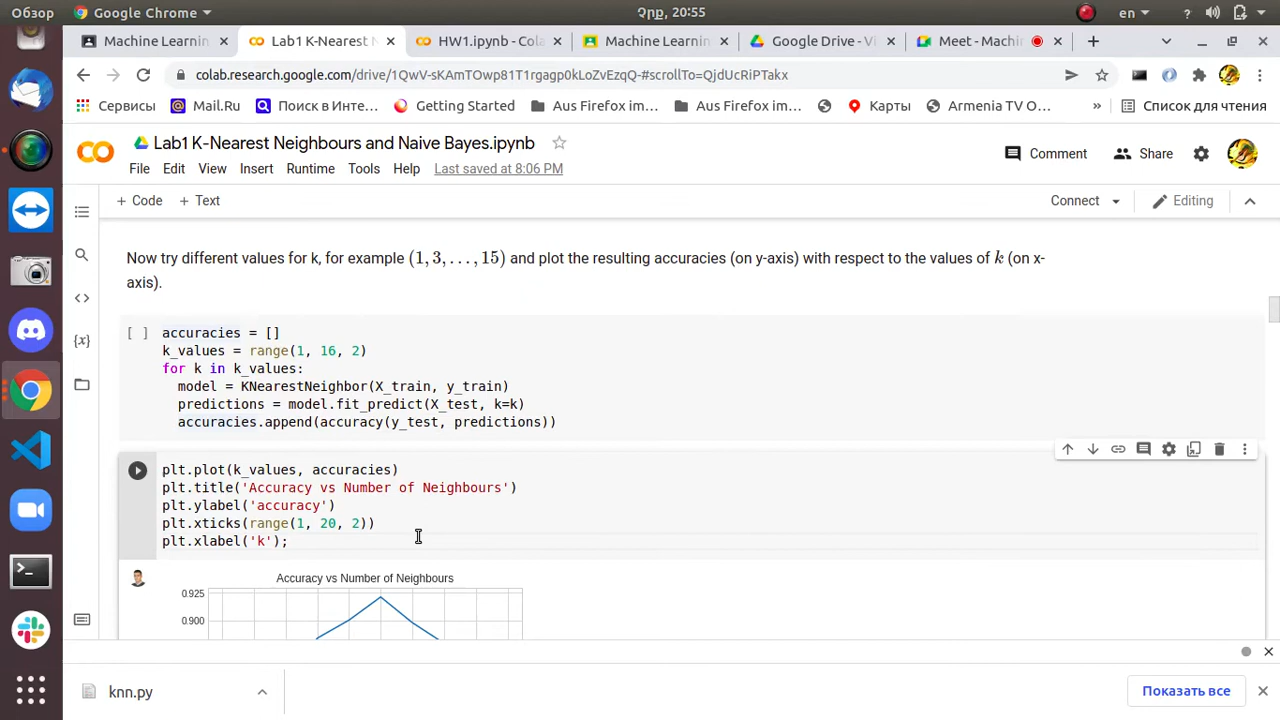 Обзор Google Chrome Չրք, 20:55 en ?
Machine Learnin Lab1 K-Nearest N HW1.ipynb - Cola Machine Learnin Google Drive - Vi Meet - Machin
colab.research.google.com/drive/1QwV-sKAmTOwp81T1rgagp0kLoZvEzqQ-#scrollTo=QjdUcRiPTakx
Сервисы Mail.Ru Поиск в Инте... Getting Started Aus Firefox im... Aus Firefox im... Карты Armenia TV O... » Список для чтения
Lab1 K-Nearest Neighbours and Naive Bayes.ipynb
Comment Share
File Edit View Insert Runtime Tools Help Last saved at 8:06 PM
+ Code + Text Connect Editing
Now try different values for k, for example (1, 3, . . . , 15) and plot the resulting accuracies (on y-axis) with respect to the values of k (on x-
axis).
[ ] accuracies = []
k_values = range(1, 16, 2)
for k in k_values:
model = KNearestNeighbor(X_train, y_train)
predictions = model.fit_predict(X_test, k=k)
accuracies.append(accuracy(y_test, predictions))
plt.plot(k_values, accuracies)
plt.title('Accuracy vs Number of Neighbours')
plt.ylabel('accuracy')
plt.xticks(range(1, 20, 2))
plt.xlabel('k');
Accuracy vs Number of Neighbours
0.925
0.900
knn.py
Показать все